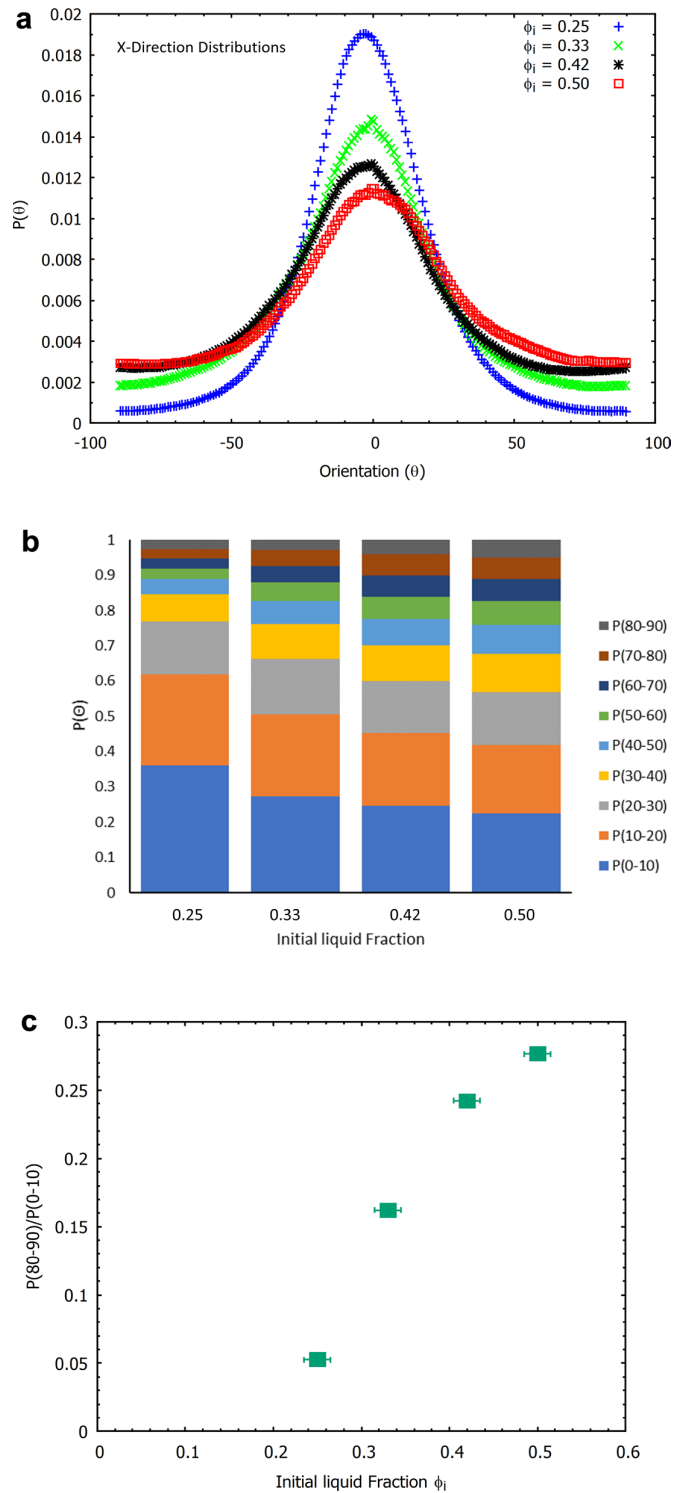 a
X-Direction Distributions
ϕi = 0.25
ϕi = 0.33
ϕi = 0.42
ϕi = 0.50
0.02
0.018
0.016
0.014
0.012
0.01
0.008
0.006
0.004
0.002
0
P(θ)
-100 -50 0 50 100
Orientation (θ)
b
1
0.9
0.8
0.7
0.6
0.5
0.4
0.3
0.2
0.1
0
P(Θ)
0.25 0.33 0.42 0.50
Initial liquid Fraction
P(80-90)
P(70-80)
P(60-70)
P(50-60)
P(40-50)
P(30-40)
P(20-30)
P(10-20)
P(0-10)
c
0.3
0.25
0.2
0.15
0.1
0.05
0
P(80-90)/P(0-10)
0 0.1 0.2 0.3 0.4 0.5 0.6
Initial liquid Fraction ϕi